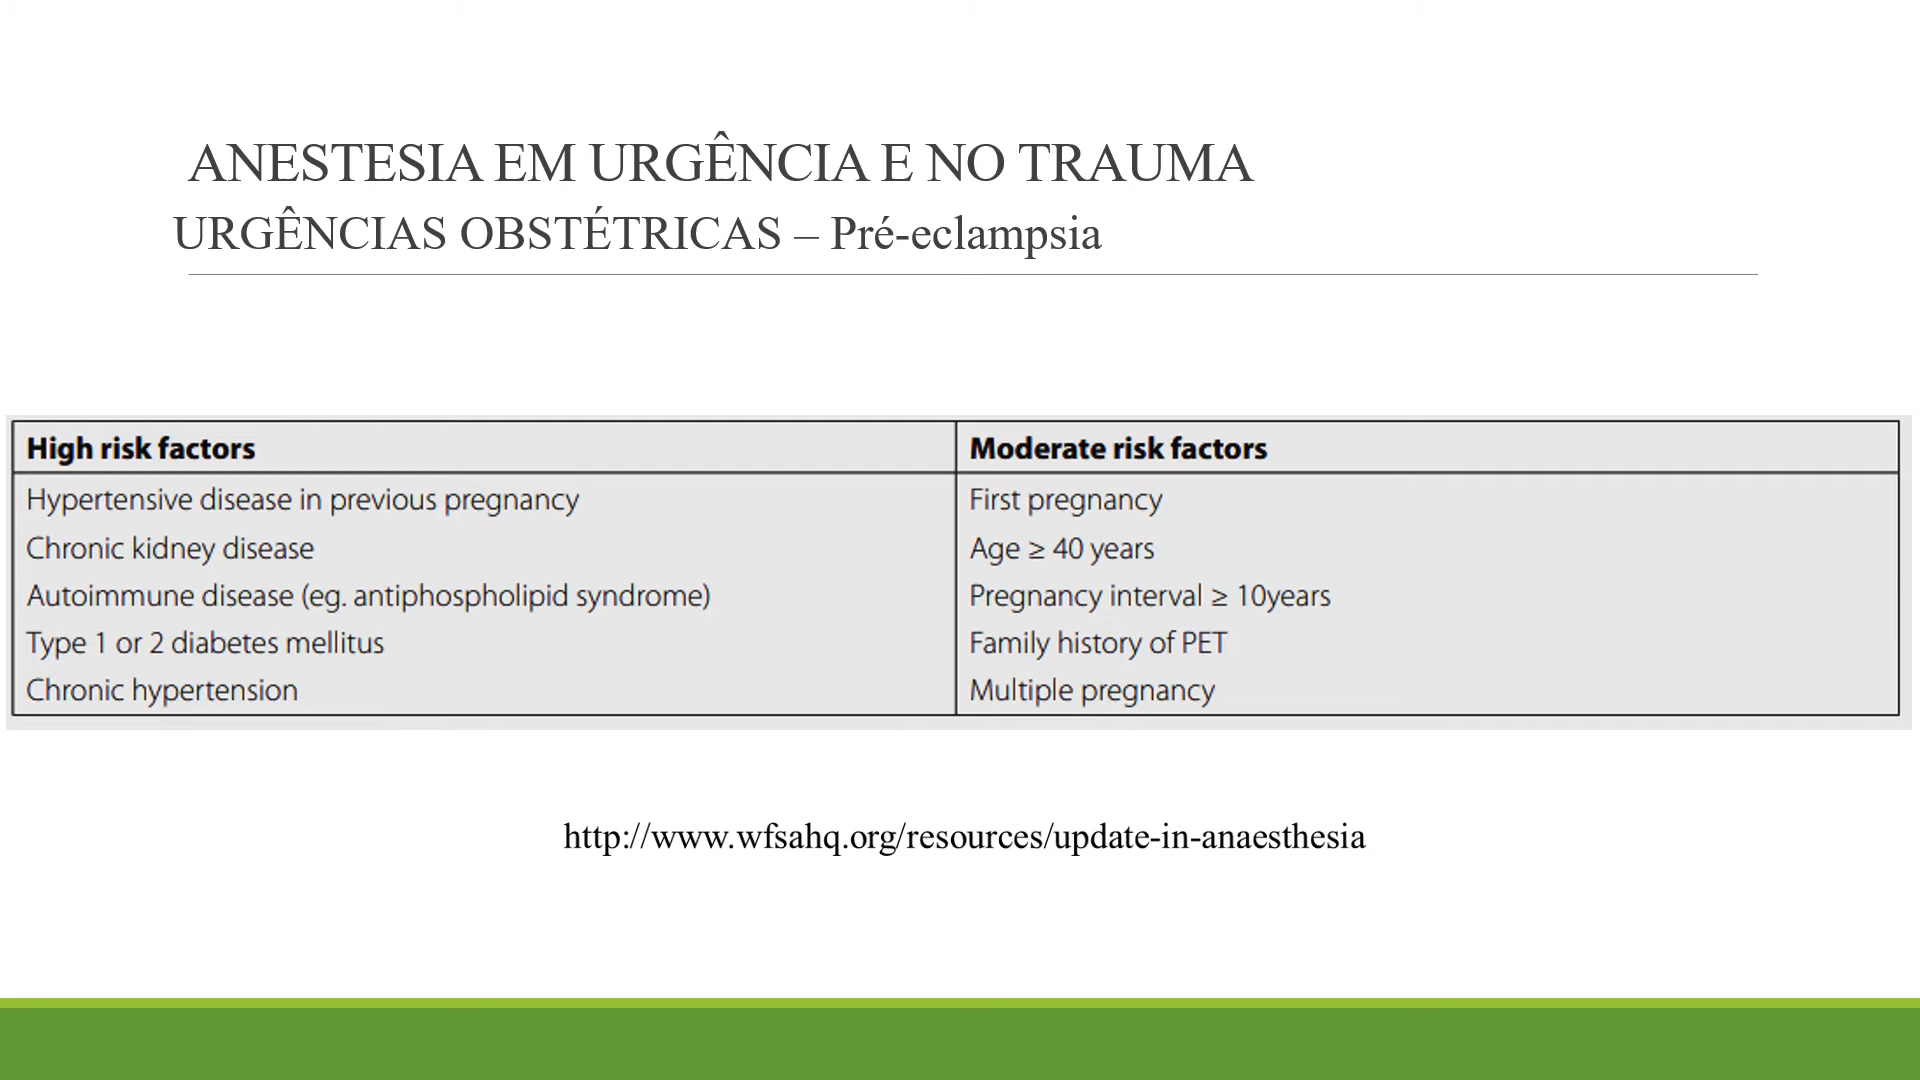 ANESTESIA EM URGÊNCIA E NO TRAUMA
URGÊNCIAS OBSTÉTRICAS – Pré-eclampsia
High risk factors
Moderate risk factors
Hypertensive disease in previous pregnancy
First pregnancy
Chronic kidney disease
Age ≥ 40 years
Autoimmune disease (eg. antiphospholipid syndrome)
Pregnancy interval ≥ 10years
Type 1 or 2 diabetes mellitus
Family history of PET
Chronic hypertension
Multiple pregnancy
http://www.wfsahq.org/resources/update-in-anaesthesia